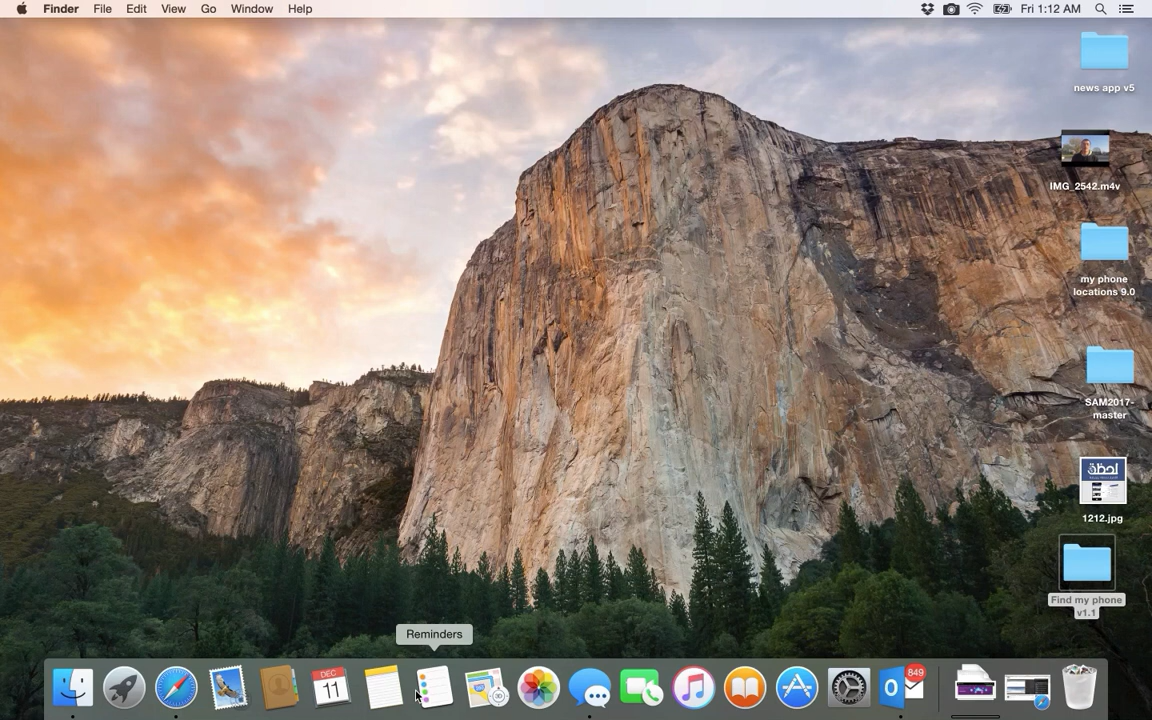 Finder File Edit View Go Window Help Fri 1:12 AM
news app v5
IMG_2542.m4v
my phone
locations 9.0
SAM2017-
master
لحظة
1212.jpg
Find my phone
v1.1
Reminders
DEC
11
849